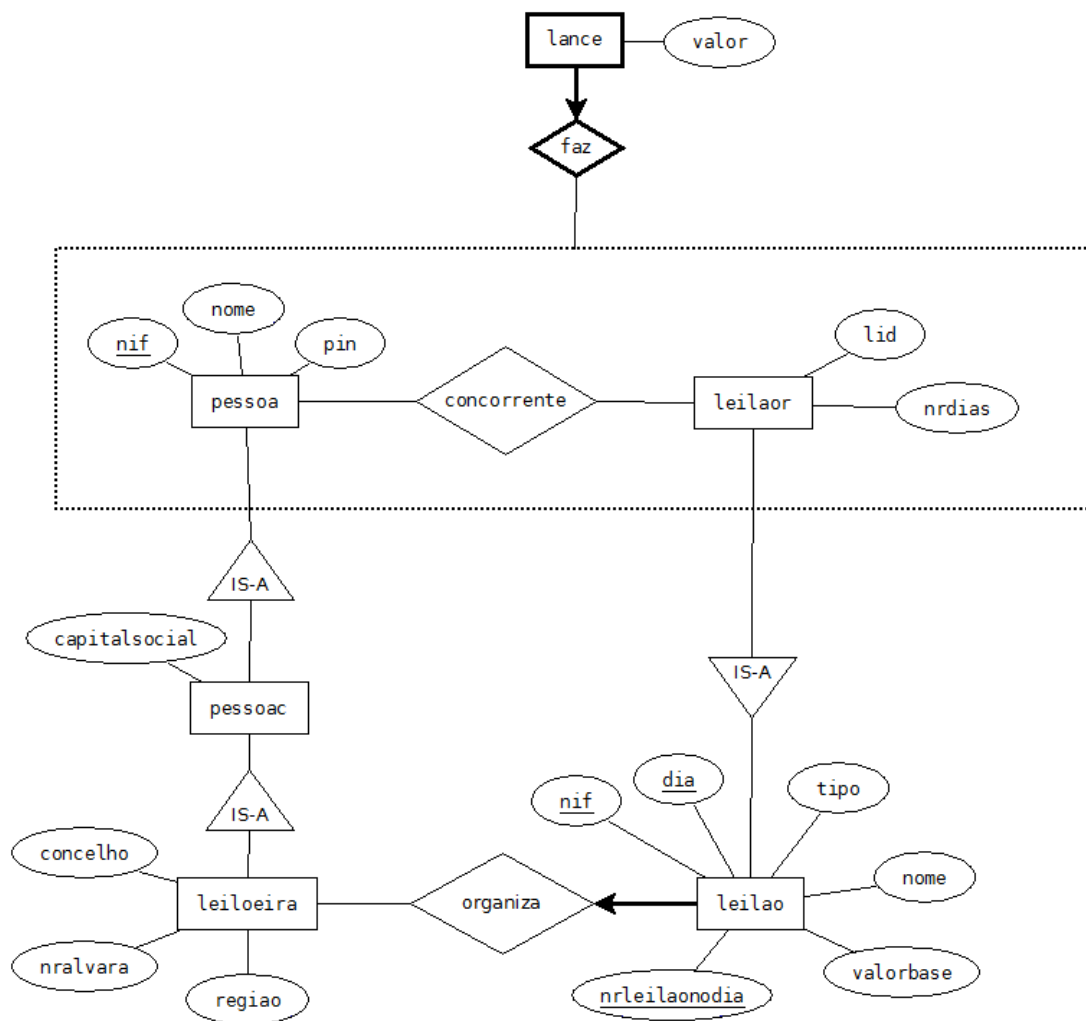 lance
valor
faz
nome
nif
pin
lid
pessoa
concorrente
leilaor
nrdias
IS-A
capitalsocial
IS-A
pessoac
dia
tipo
nif
IS-A
concelho
nome
leiloeira
organiza
leilao
nralvara
valorbase
regiao
nrleilaonodia